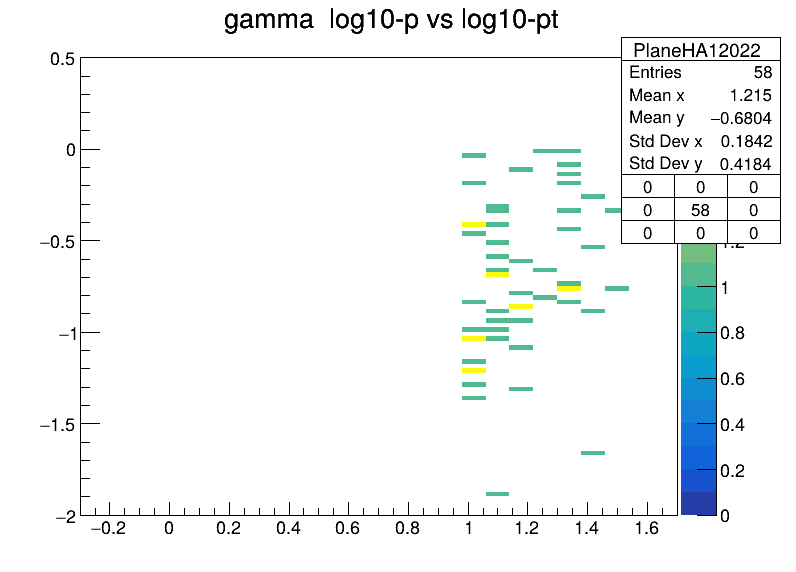 gamma  log10-p vs log10-pt
PlaneHA12022
Entries 58
Mean x 1.215
Mean y −0.6804
Std Dev x 0.1842
Std Dev y 0.4184
0 0 0
0 58 0
0 0 0
0.5
0
−0.5
−1
−1.5
−2
−0.2 0 0.2 0.4 0.6 0.8 1 1.2 1.4 1.6
1.2
1
0.8
0.6
0.4
0.2
0